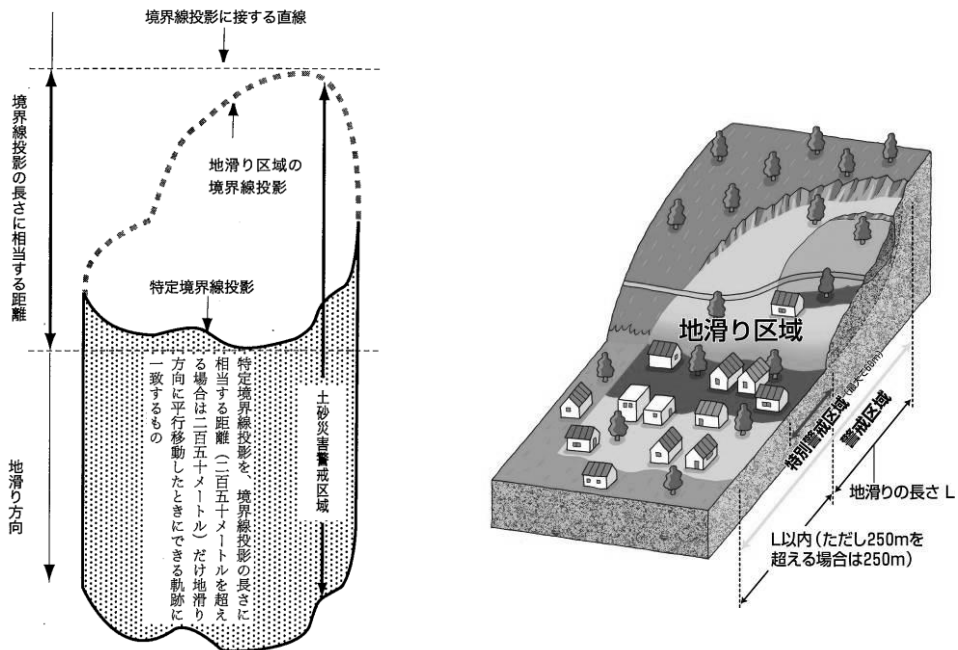 境界線投影に接する直線
境界線投影の長さに相当する距離
地滑り区域の
境界線投影
特定境界線投影
特定境界線投影を、境界線投影の長さに
相当する距離（二百五十メートルを超え
る場合は二百五十メートル）だけ地滑り
方向に平行移動したときにできる軌跡に
一致するもの
土砂災害警戒区域
地滑り方向
地滑り区域
特別警戒区域(最大で60m)
警戒区域
地滑りの長さ L
L以内（ただし250mを
超える場合は250m）